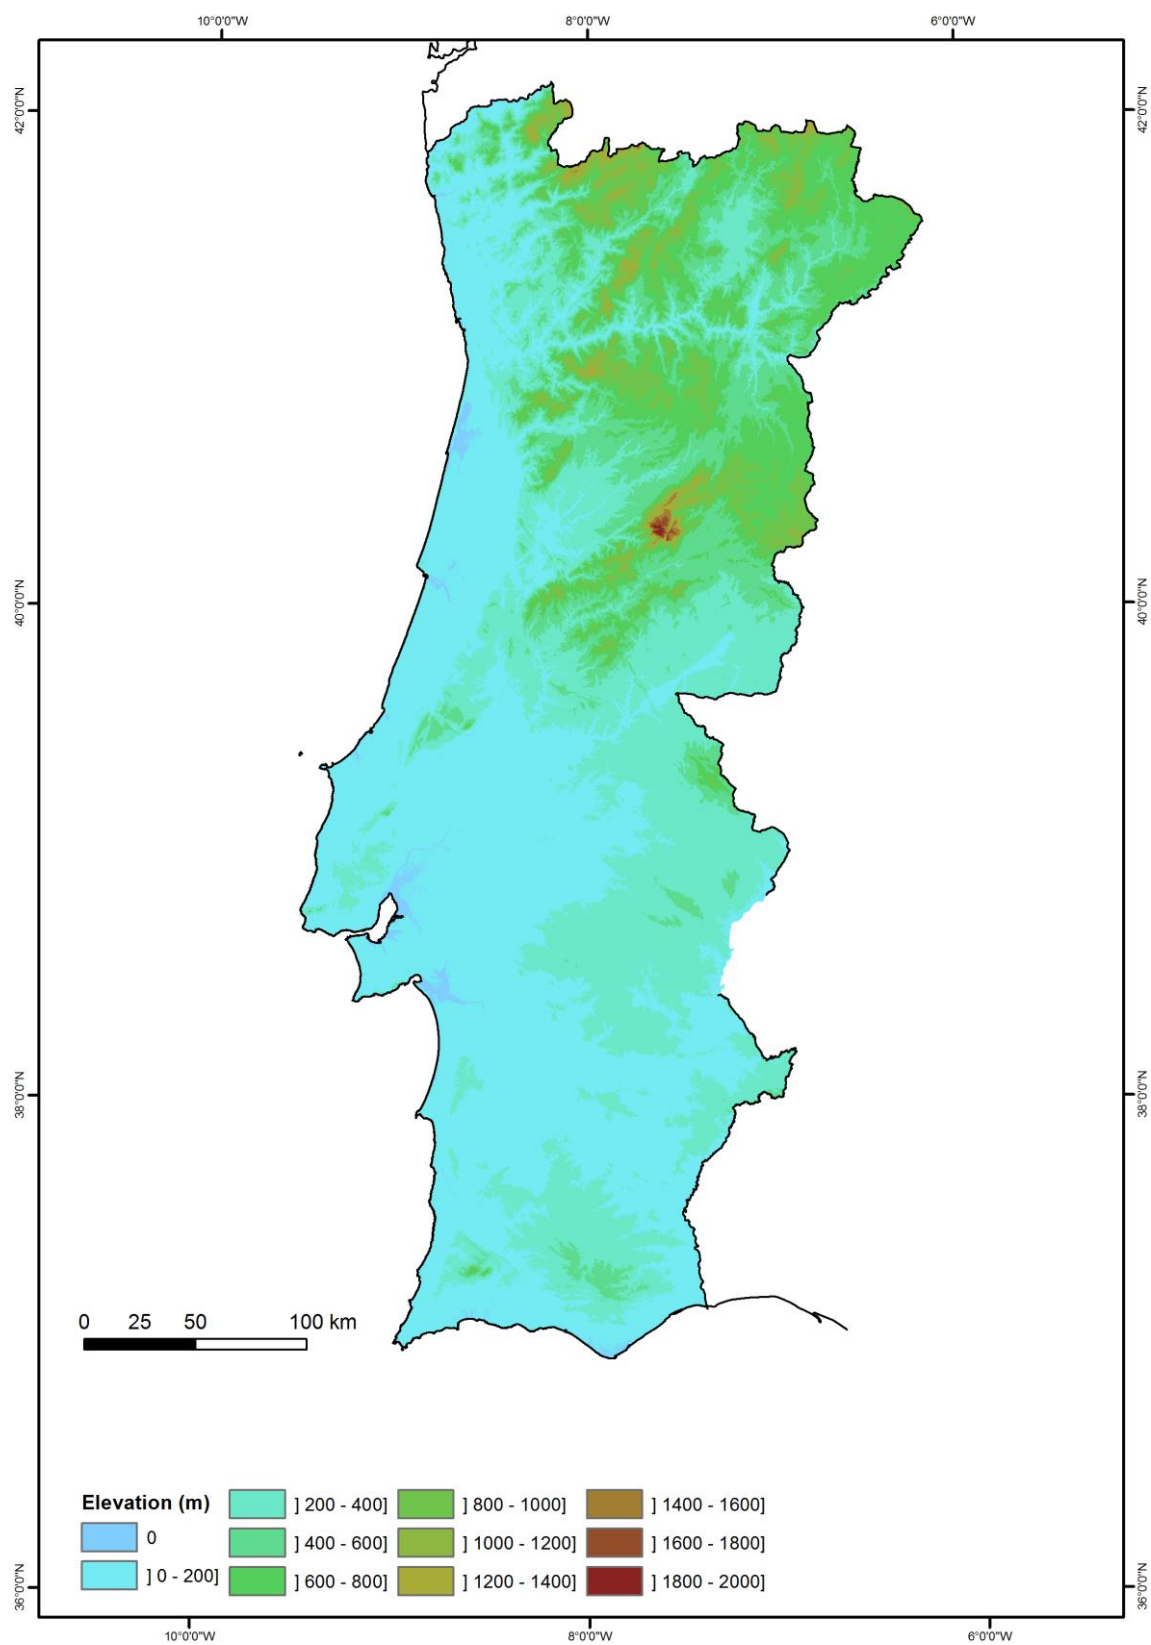 10°0'0"W 8°0'0"W 6°0'0"W
42°0'0"N 42°0'0"N
40°0'0"N 40°0'0"N
38°0'0"N 38°0'0"N
0 25 50 100 km
Elevation (m)
0
] 0 - 200]
] 200 - 400]
] 400 - 600]
] 600 - 800]
] 800 - 1000]
] 1000 - 1200]
] 1200 - 1400]
] 1400 - 1600]
] 1600 - 1800]
] 1800 - 2000]
36°0'0"N 36°0'0"N
10°0'0"W 8°0'0"W 6°0'0"W